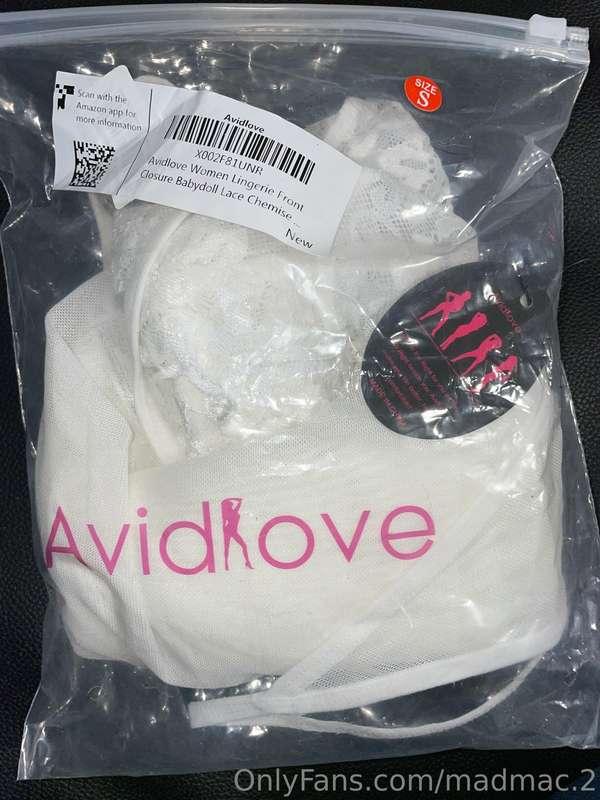 Scan with the
Amazon app for
more information
Avidlove
X002F81UNR
Avidlove Women Lingerie Front
Closure Babydoll Lace Chemise ...
New
SIZE
S
Avidlove
Avidlove
OnlyFans.com/madmac.2